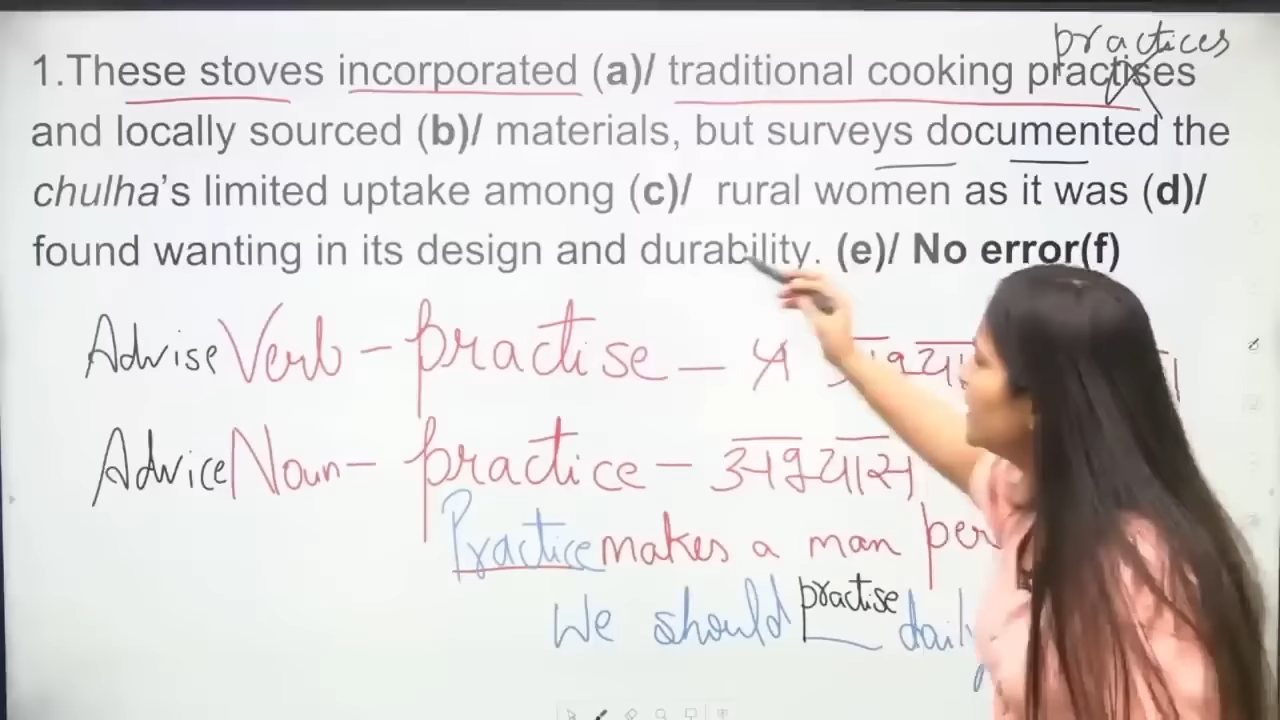 practices
1.These stoves incorporated (a)/ traditional cooking practises
and locally sourced (b)/ materials, but surveys documented the
chulha's limited uptake among (c)/ rural women as it was (d)/
found wanting in its design and durability. (e)/ No error(f)
Advise Verb - practise -
Advice Noun - practice - अभ्यास
Practice makes a man per
We should practise daily